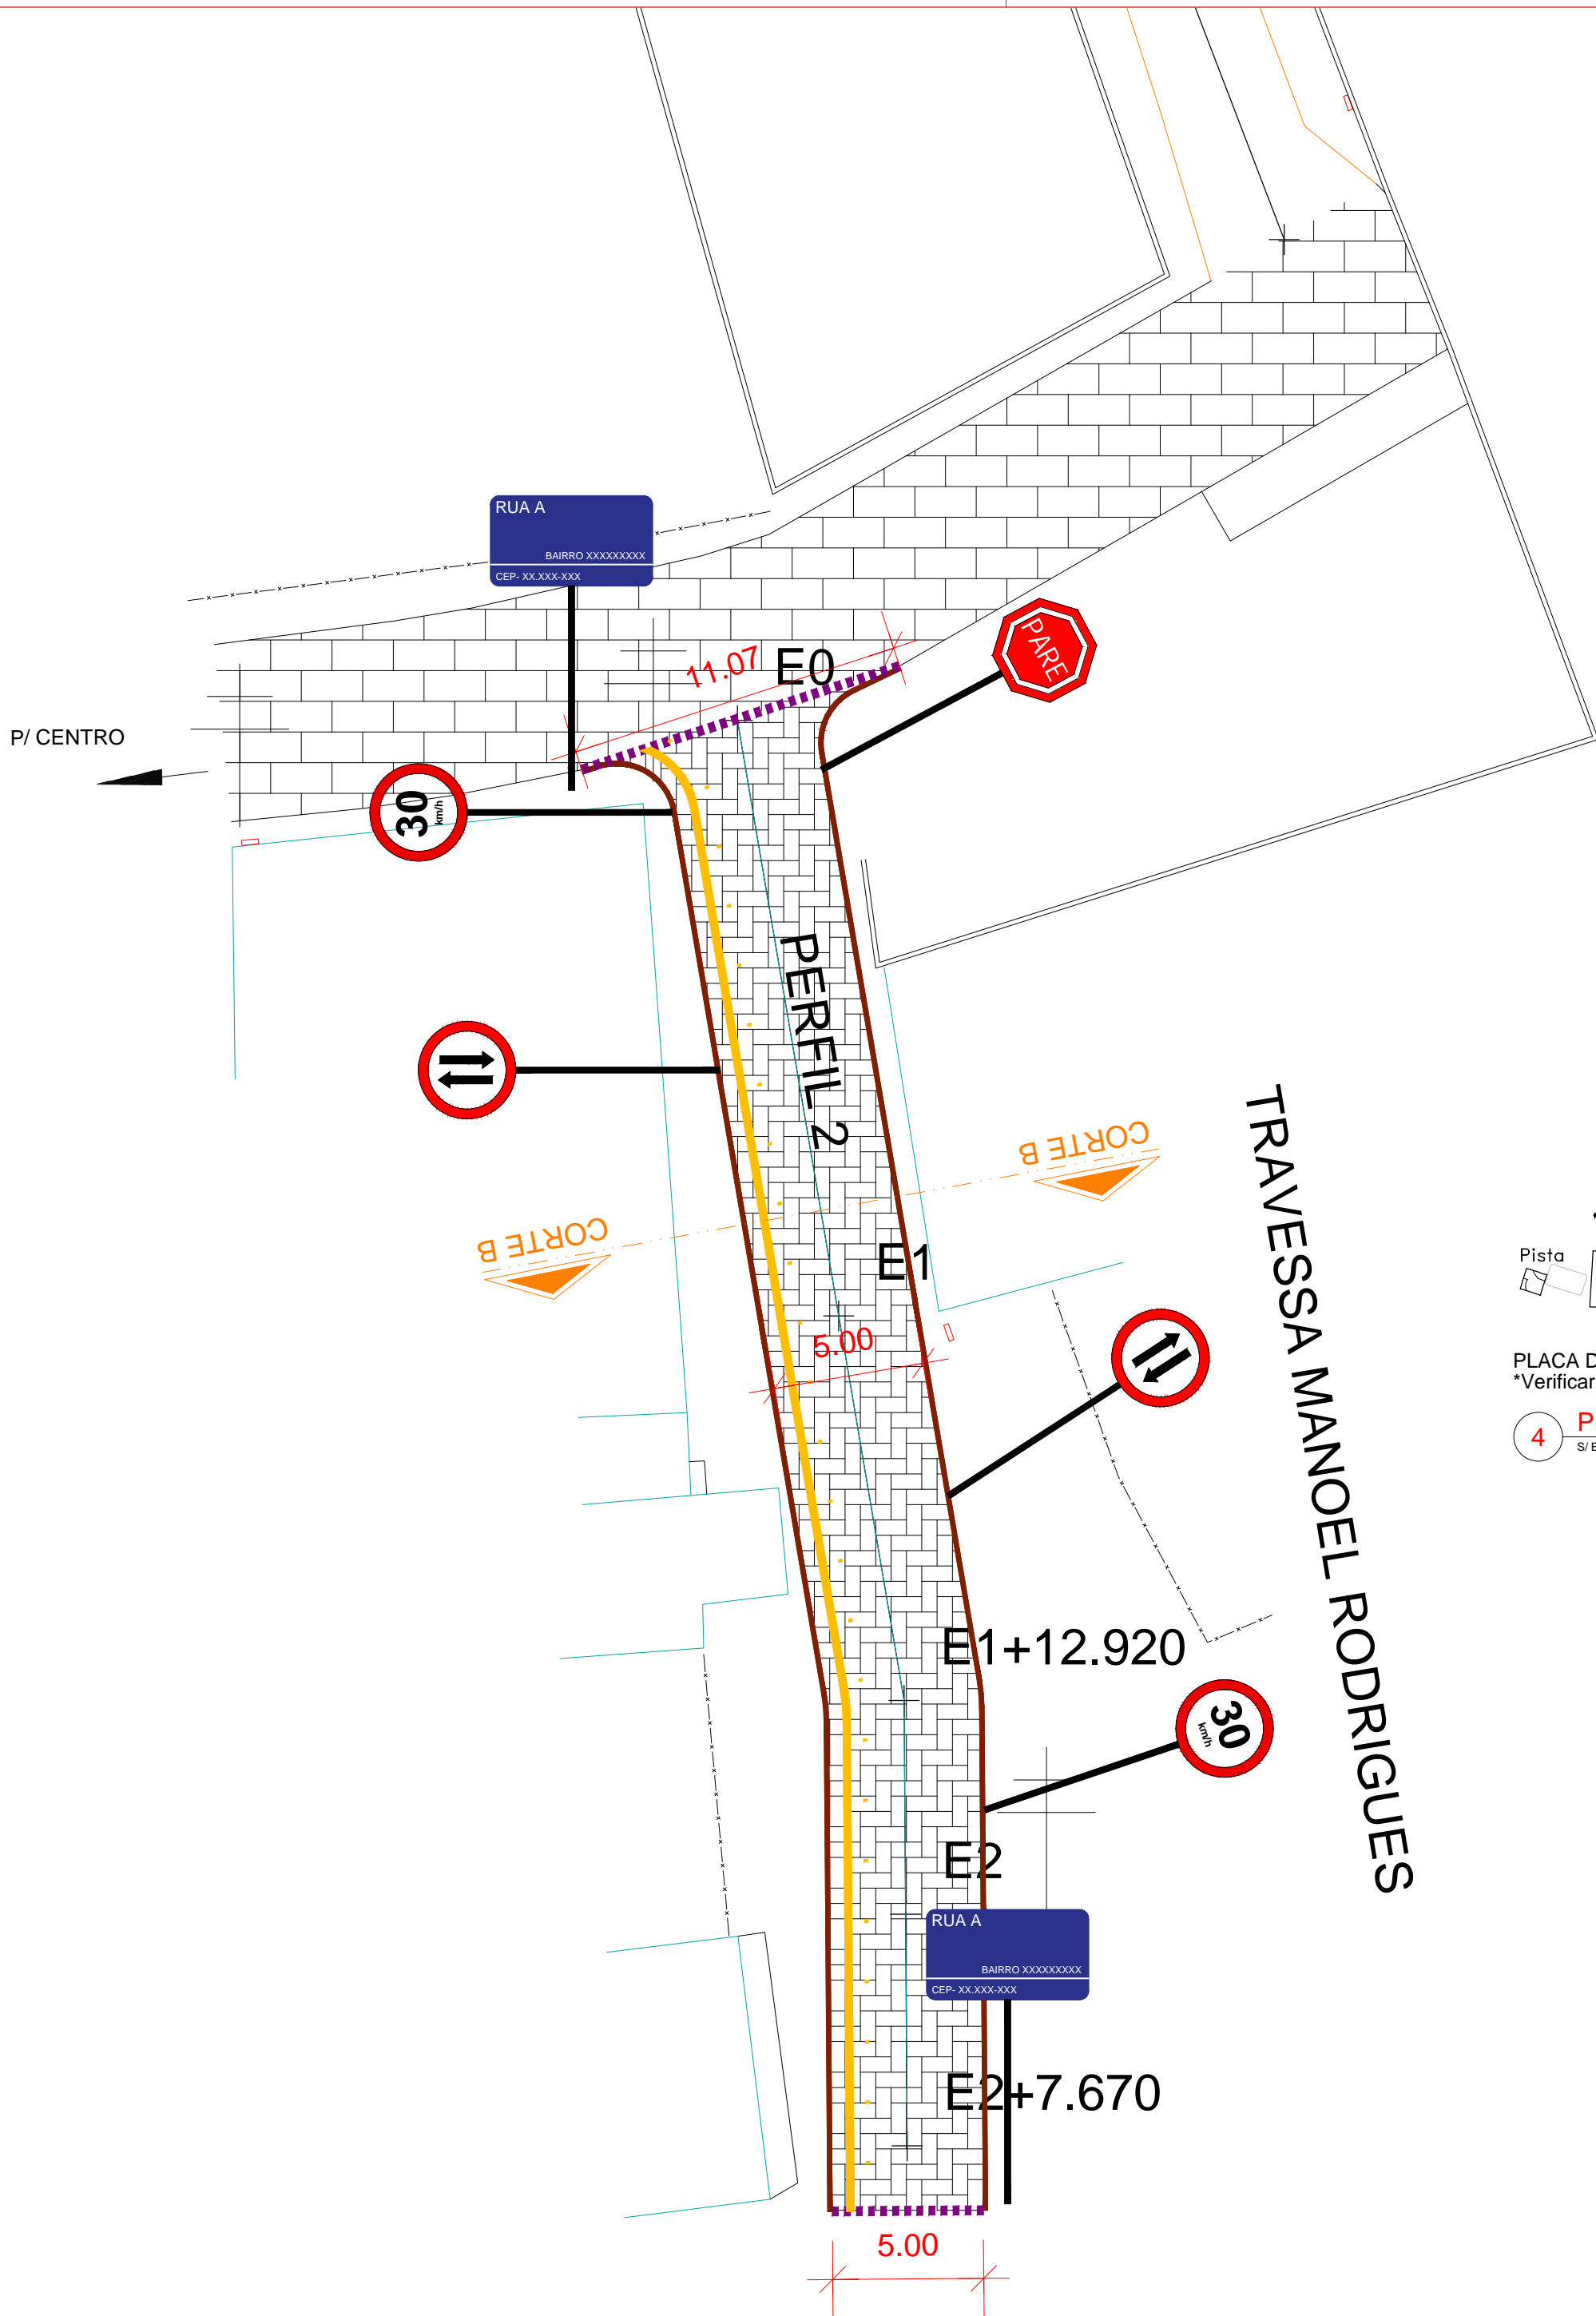 RUA A
BAIRRO XXXXXXXXX
CEP- XX.XXX-XXX
PARE
11.07
E0
P/ CENTRO
30
km/h
PERFIL 2
CORTE B
CORTE B
TRAVESSA MANOEL RODRIGUES
E1
Pista
5.00
PLACA D
*Verificar
4
P
S/ E
E1+12.920
30
km/h
E2
RUA A
BAIRRO XXXXXXXXX
CEP- XX.XXX-XXX
E2+7.670
5.00